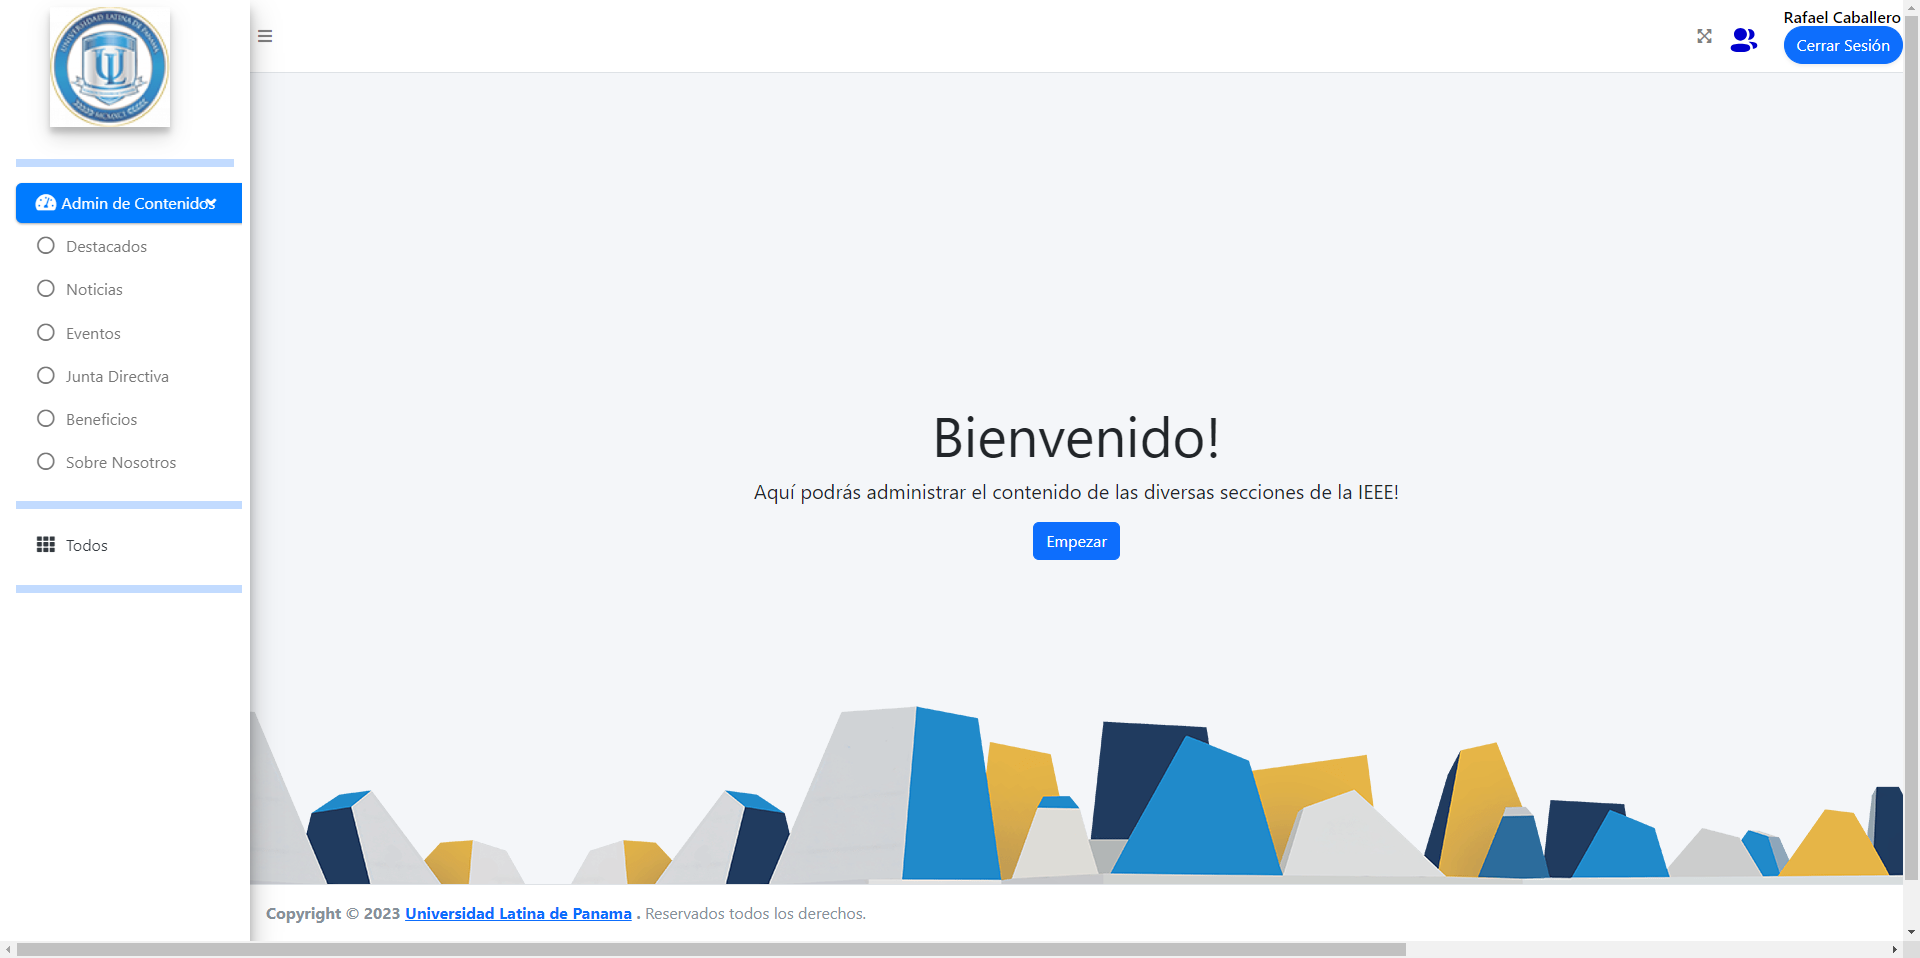 UNIVERSIDAD LATINA DE PANAMA
UL
MCMXCI
Rafael Caballero
Cerrar Sesión
Admin de Contenidos
Destacados
Noticias
Eventos
Junta Directiva
Beneficios
Sobre Nosotros
Todos
Bienvenido!
Aquí podrás administrar el contenido de las diversas secciones de la IEEE!
Empezar
Copyright © 2023 Universidad Latina de Panama . Reservados todos los derechos.